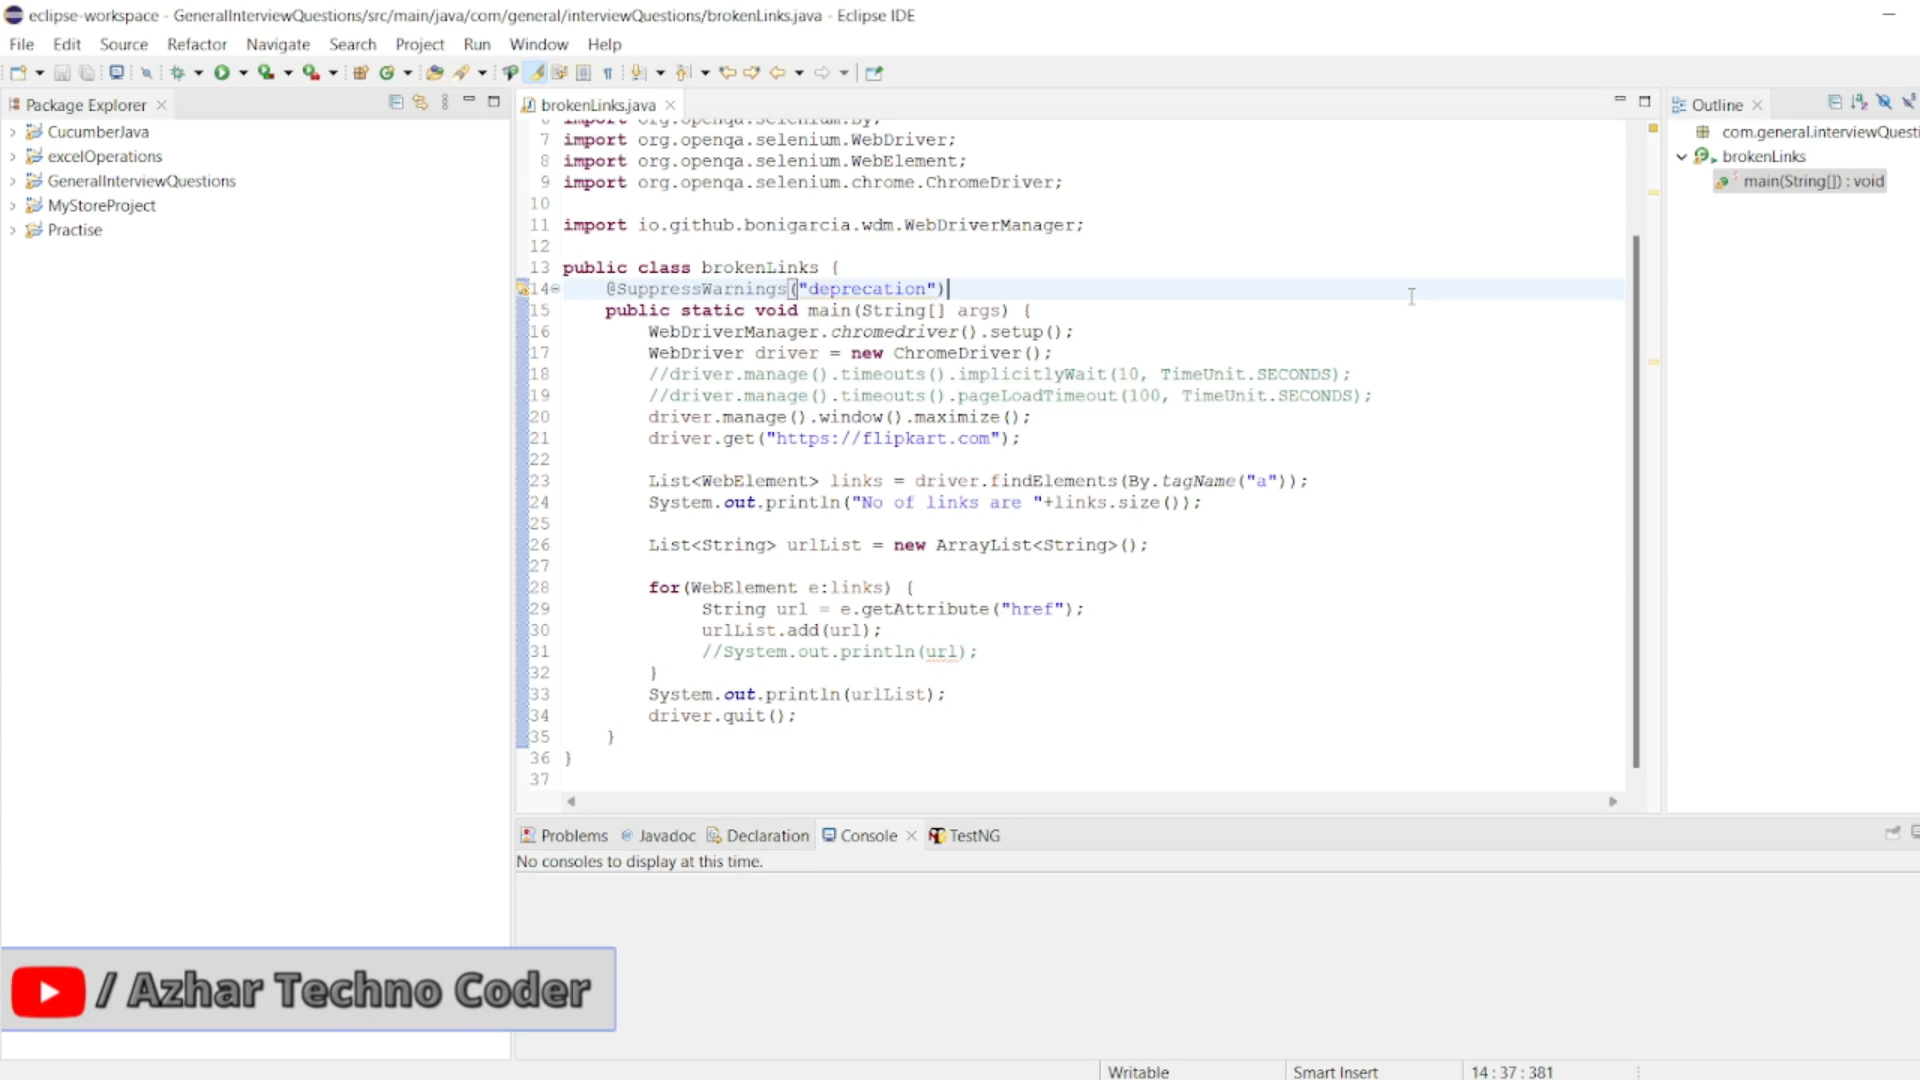 eclipse-workspace - GeneralInterviewQuestions/src/main/java/com/general/interviewQuestions/brokenLinks.java - Eclipse IDE
File Edit Source Refactor Navigate Search Project Run Window Help
Package Explorer
CucumberJava
excelOperations
GeneralInterviewQuestions
MyStoreProject
Practise
brokenLinks.java
6 import org.openqa.selenium.By;
7 import org.openqa.selenium.WebDriver;
8 import org.openqa.selenium.WebElement;
9 import org.openqa.selenium.chrome.ChromeDriver;
10
11 import io.github.bonigarcia.wdm.WebDriverManager;
12
13 public class brokenLinks {
14 @SuppressWarnings("deprecation")
15 public static void main(String[] args) {
16 WebDriverManager.chromedriver().setup();
17 WebDriver driver = new ChromeDriver();
18 //driver.manage().timeouts().implicitlyWait(10, TimeUnit.SECONDS);
19 //driver.manage().timeouts().pageLoadTimeout(100, TimeUnit.SECONDS);
20 driver.manage().window().maximize();
21 driver.get("https://flipkart.com");
22
23 List<WebElement> links = driver.findElements(By.tagName("a"));
24 System.out.println("No of links are "+links.size());
25
26 List<String> urlList = new ArrayList<String>();
27
28 for(WebElement e:links) {
29 String url = e.getAttribute("href");
30 urlList.add(url);
31 //System.out.println(url);
32 }
33 System.out.println(urlList);
34 driver.quit();
35 }
36 }
37
Outline
com.general.interviewQuesti
brokenLinks
main(String[]) : void
Problems Javadoc Declaration Console TestNG
No consoles to display at this time.
/ Azhar Techno Coder
Writable Smart Insert 14 : 37 : 381